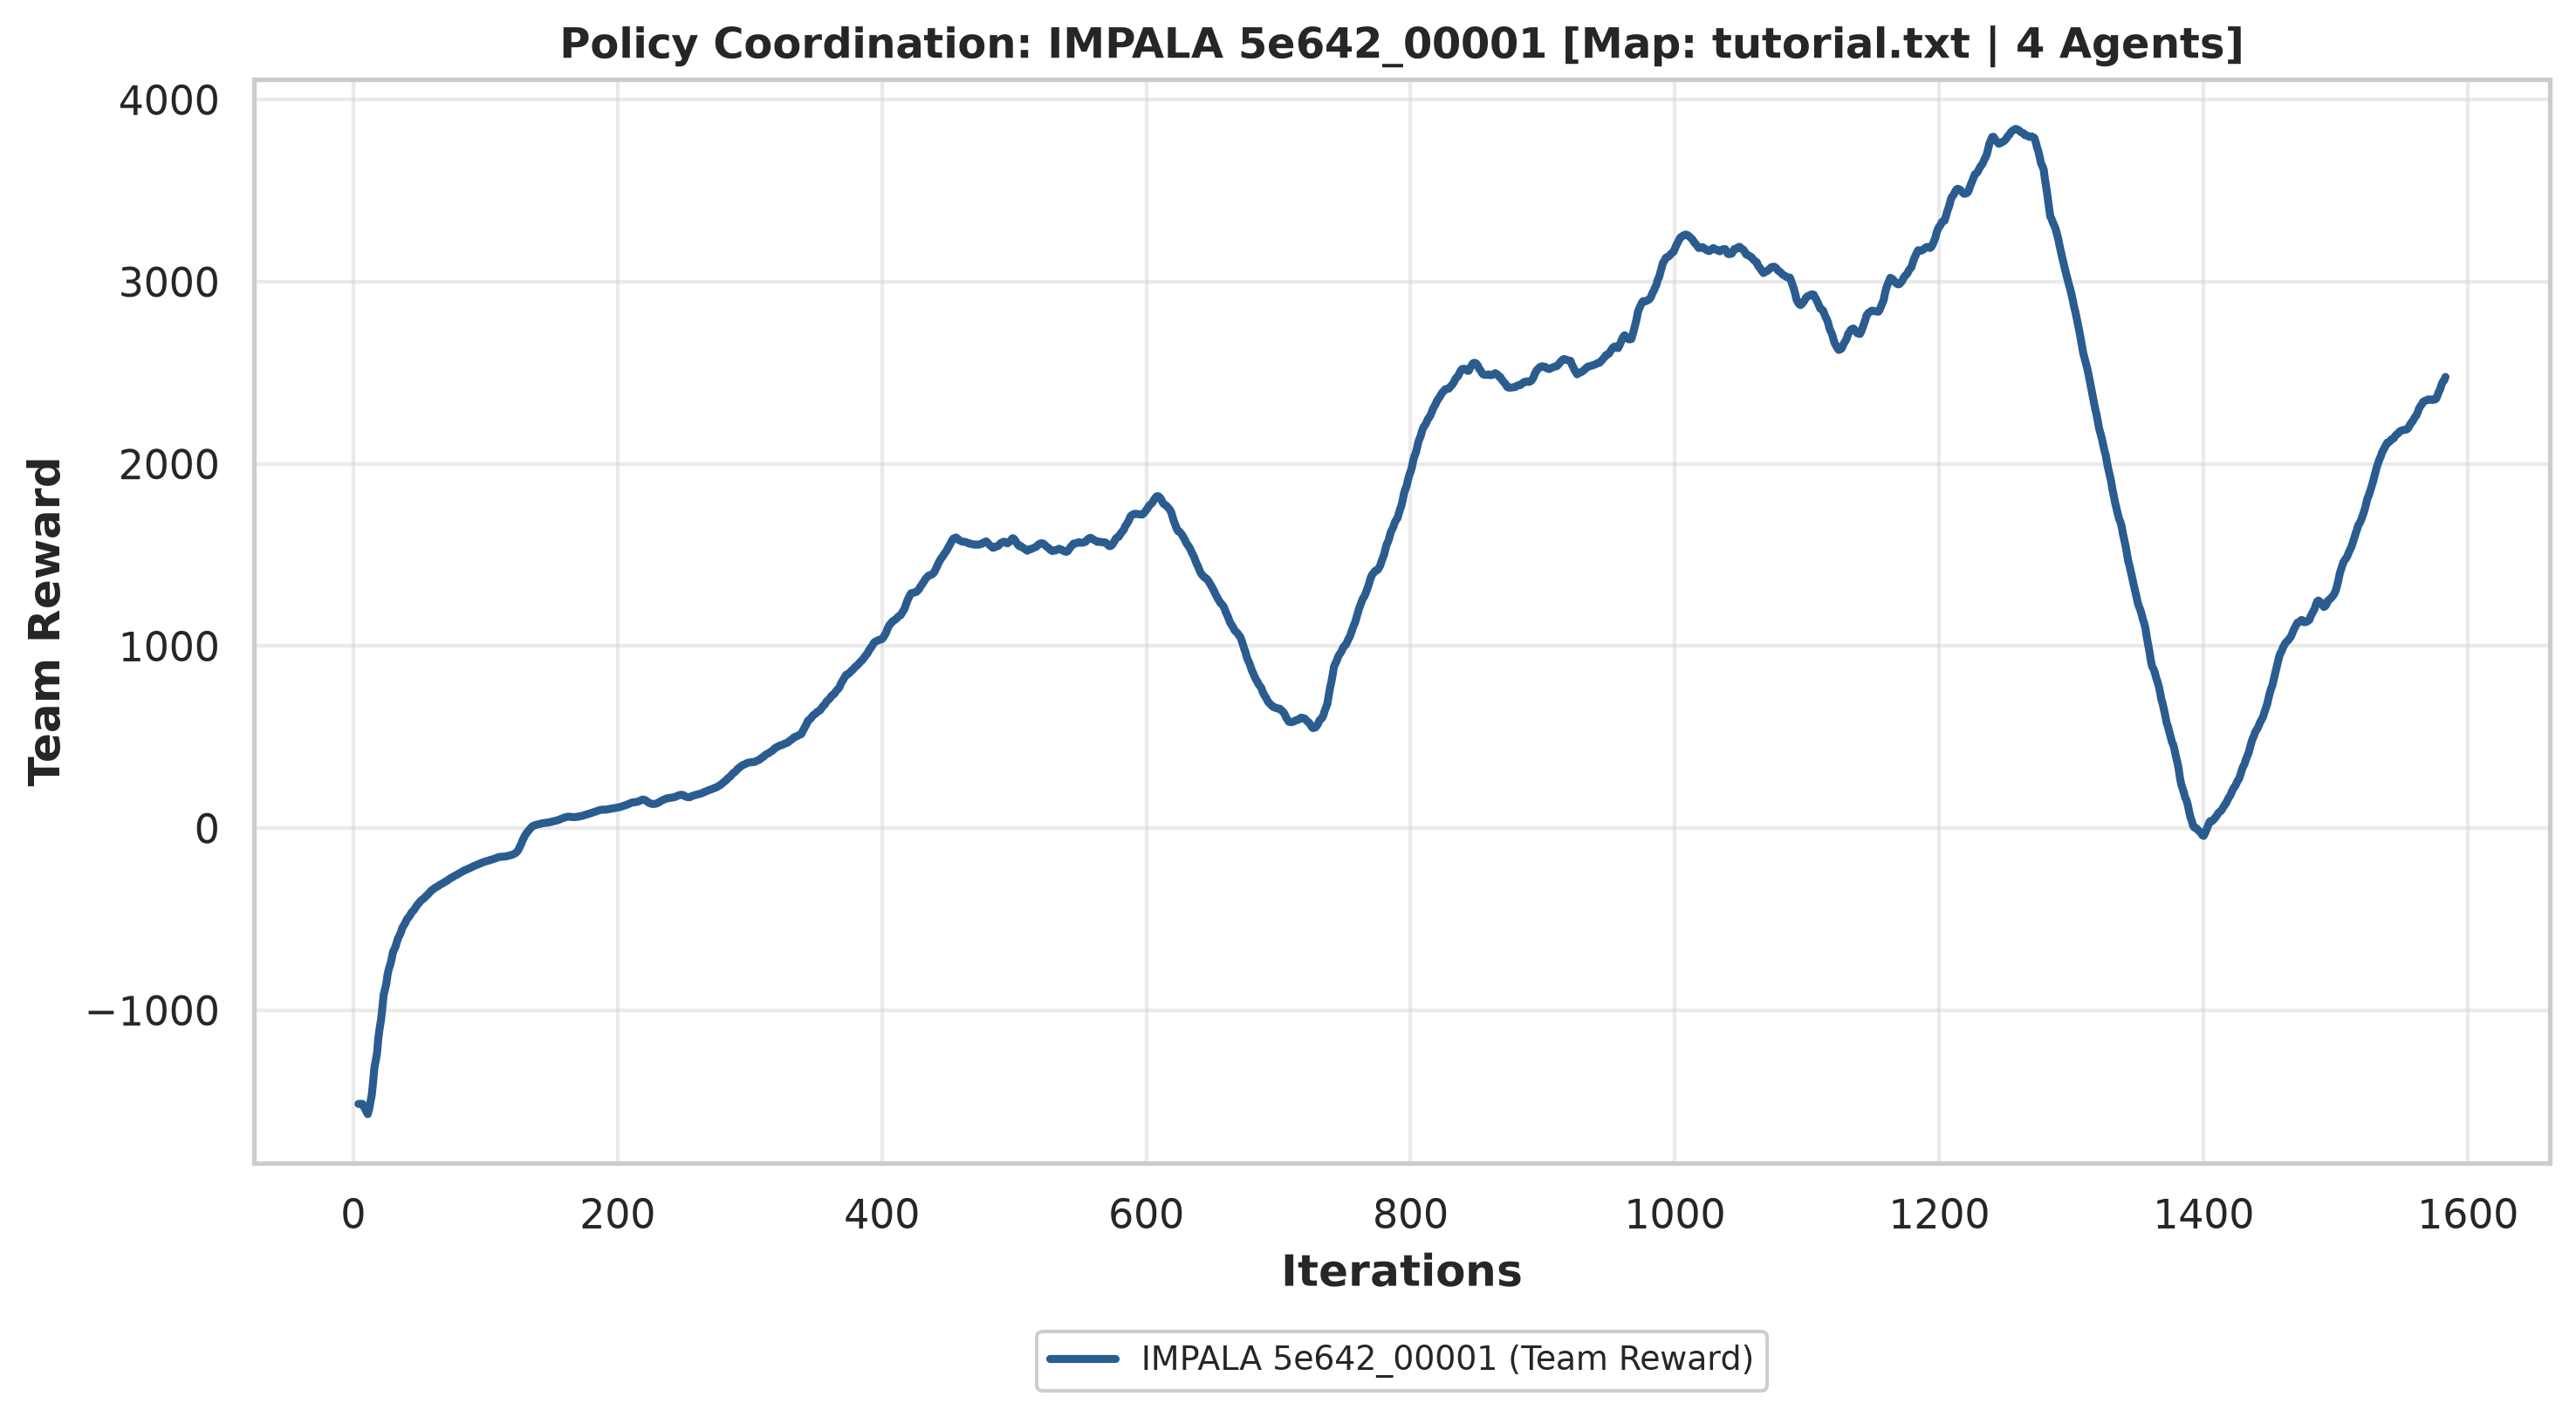 Policy Coordination: IMPALA 5e642_00001 [Map: tutorial.txt | 4 Agents]
4000
3000
2000
1000
0
−1000
Team Reward
0 200 400 600 800 1000 1200 1400 1600
Iterations
IMPALA 5e642_00001 (Team Reward)